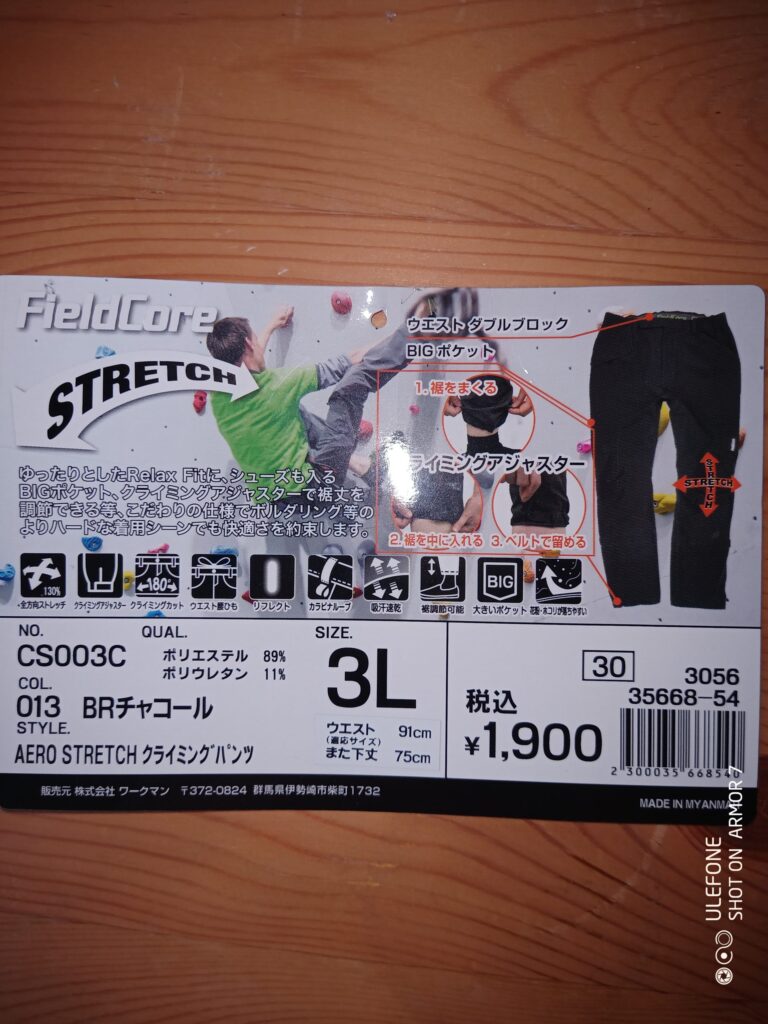 FieldCore
STRETCH
ウエスト ダブルブロック
BIG ポケット
1. 裾をまくる
ライミングアジャスター
2. 裾を中に入れる 3. ベルトで留める
STRETCH
STRETCH
ゆったりとしたRelax Fitに、シューズも入る
BIGポケット、クライミングアジャスターで裾丈を
調節できる等、こだわりの仕様でボルダリング等の
よりハードな着用シーンでも快適さを約束します。
130%
180°
BIG
全方向ストレッチ
クライミングアジャスター
クライミングカット
ウエスト腰ひも
リフレクト
カラビナループ
吸汗速乾
裾調節可能
大きいポケット
花粉・ホコリが落ちやすい
NO.
CS003C
QUAL.
ポリエステル 89%
ポリウレタン 11%
COL.
013 BRチャコール
STYLE.
AERO STRETCH クライミングパンツ
SIZE.
3L
ウエスト 91cm
(適応サイズ)
また下丈 75cm
税込
¥1,900
30
3056
35668-54
2 300035 668540
販売元 株式会社 ワークマン 〒372-0824 群馬県伊勢崎市柴町1732
MADE IN MYANMA
ULEFONE
SHOT ON ARMOR 7